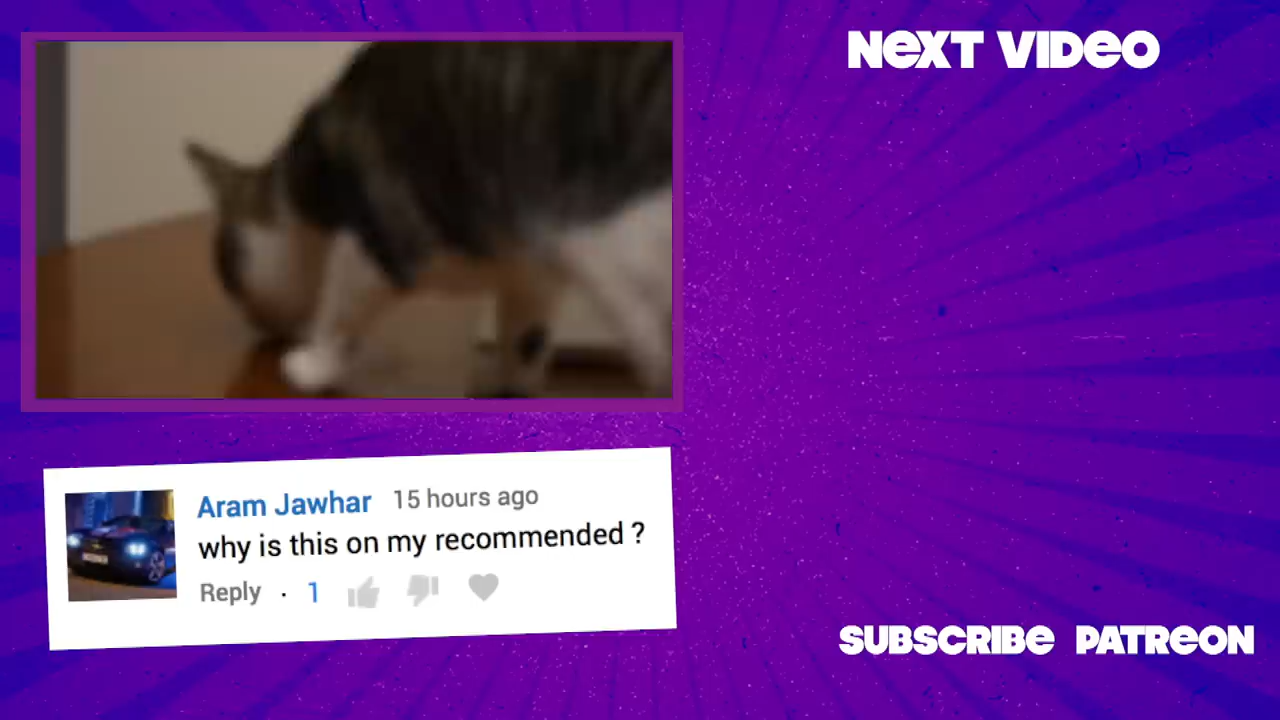 NEXT VIDEO
Aram Jawhar 15 hours ago
why is this on my recommended ?
Reply · 1
SUBSCRIBE PATREON